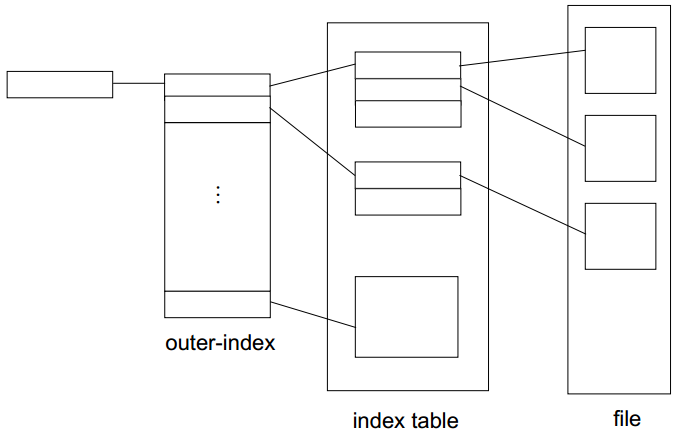 ⋮
outer-index
index table
file